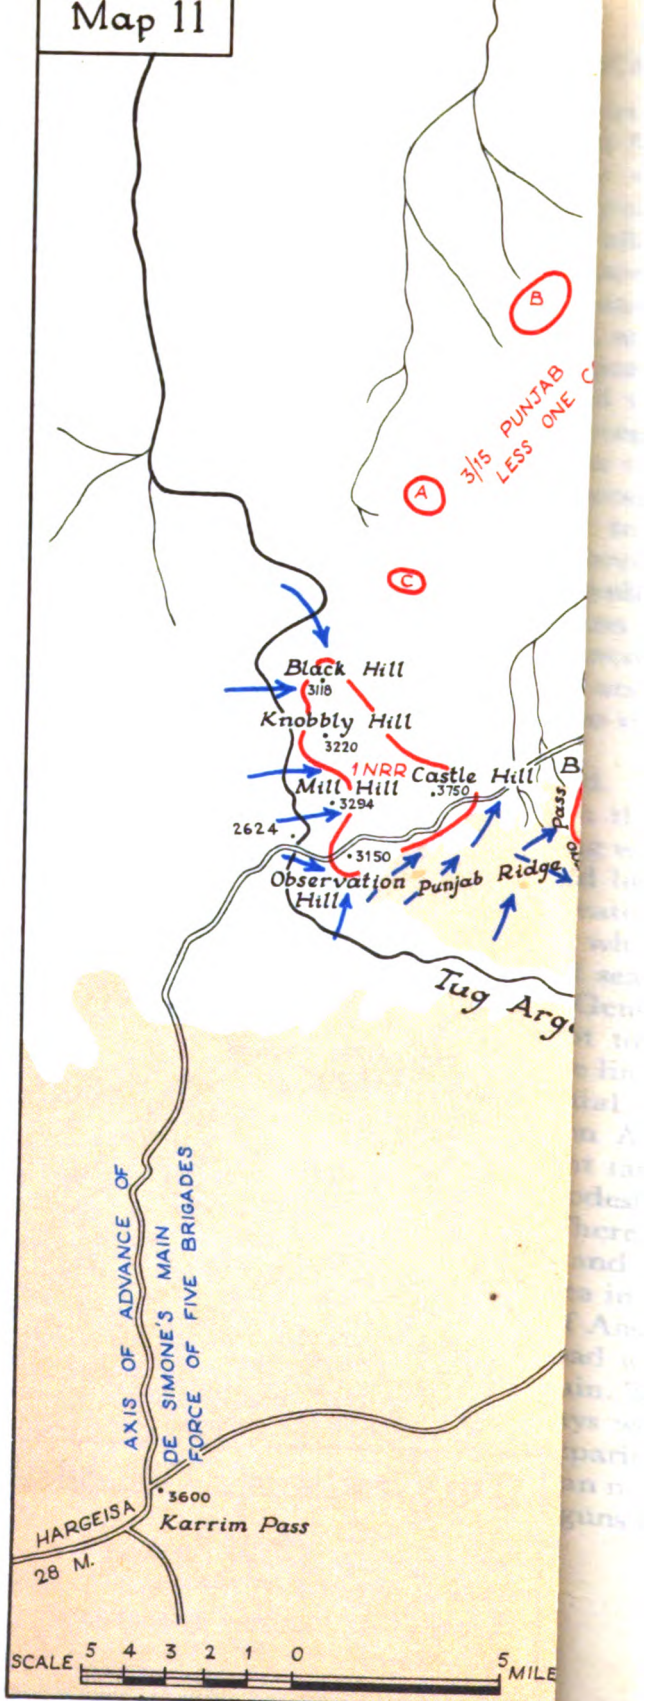 Map 11
B
3/15 PUNJAB
LESS ONE
A
C
Black Hill
3118
Knobbly Hill
3220
1 NRR
Castle Hill
3750
B
Mill Hill
3294
Pass
2624
3150
Observation
Hill
Punjab Ridge
Tug
AXIS OF ADVANCE OF
DE SIMONE'S MAIN
FORCE OF FIVE BRIGADES
3600
Karrim Pass
HARGEISA
28 M.
SCALE 5 4 3 2 1 0 5 MILE